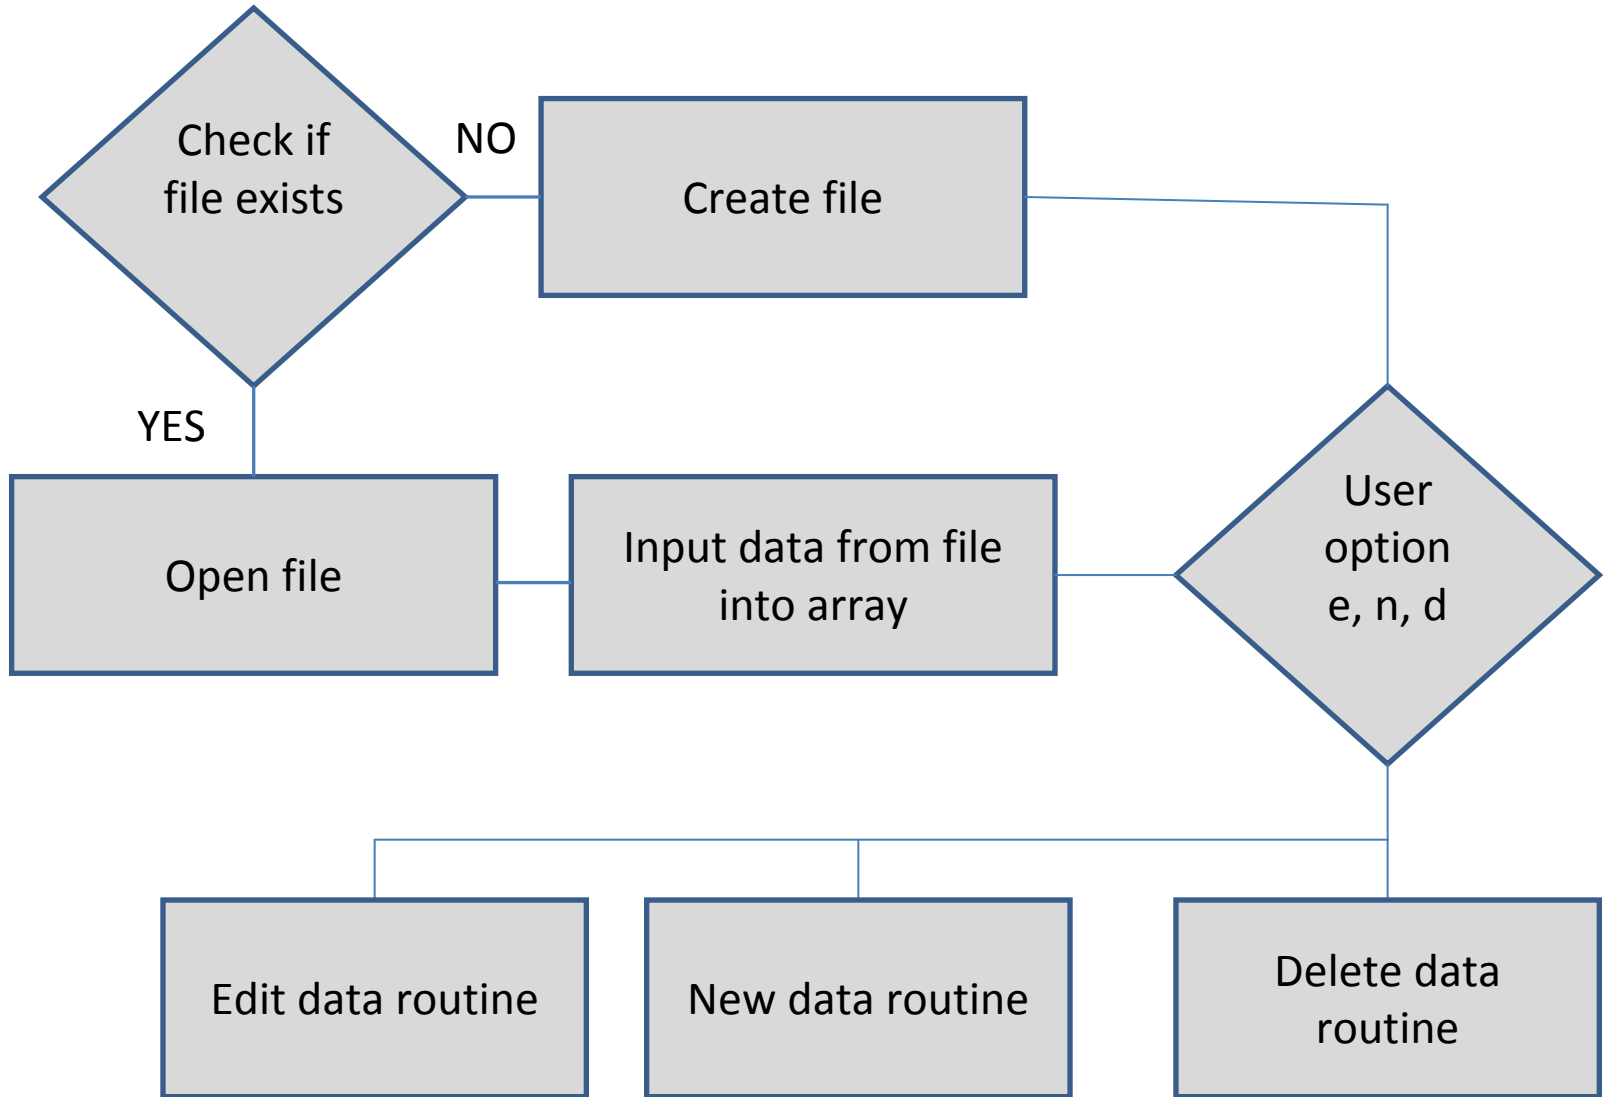 Check if
file exists
NO
Create file
YES
Open file
Input data from file
into array
User
option
e, n, d
Edit data routine
New data routine
Delete data
routine